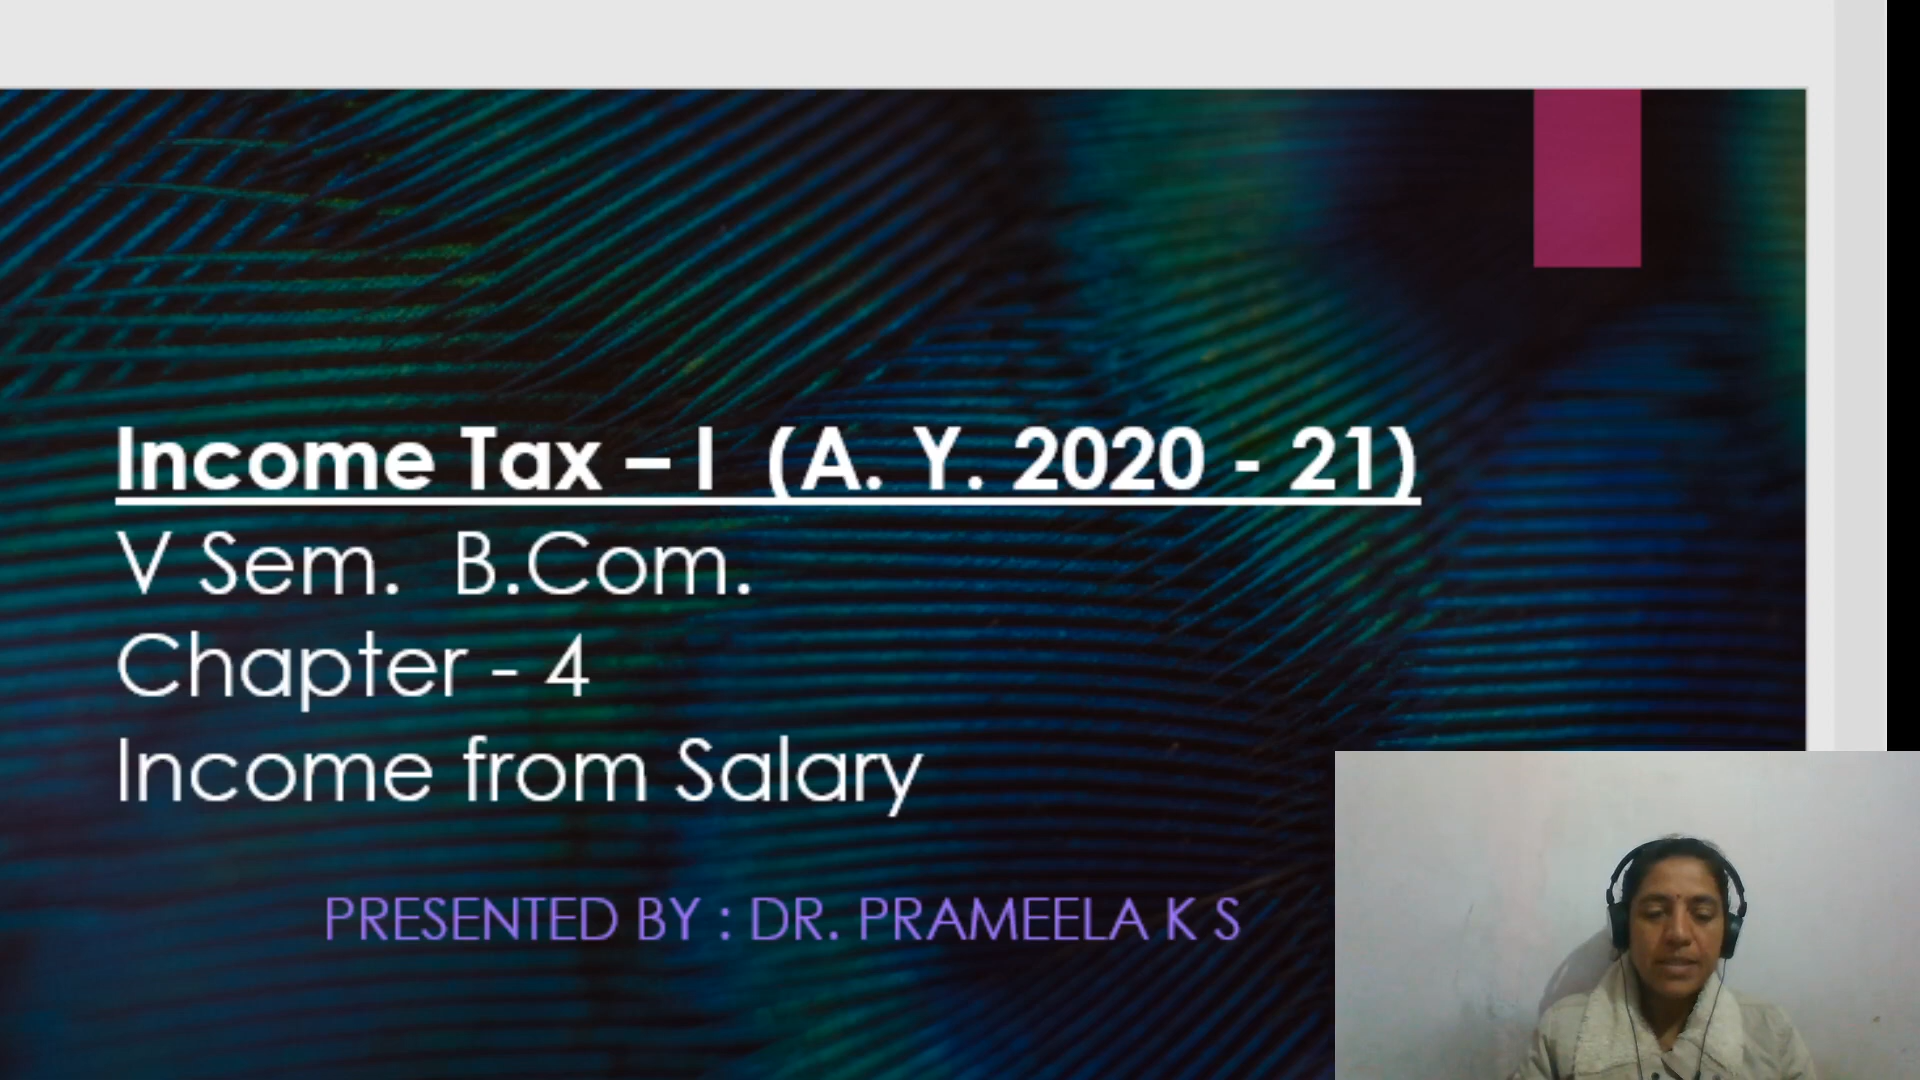 Income Tax – I (A. Y. 2020 - 21)
V Sem. B.Com.
Chapter - 4
Income from Salary
PRESENTED BY : DR. PRAMEELA K S